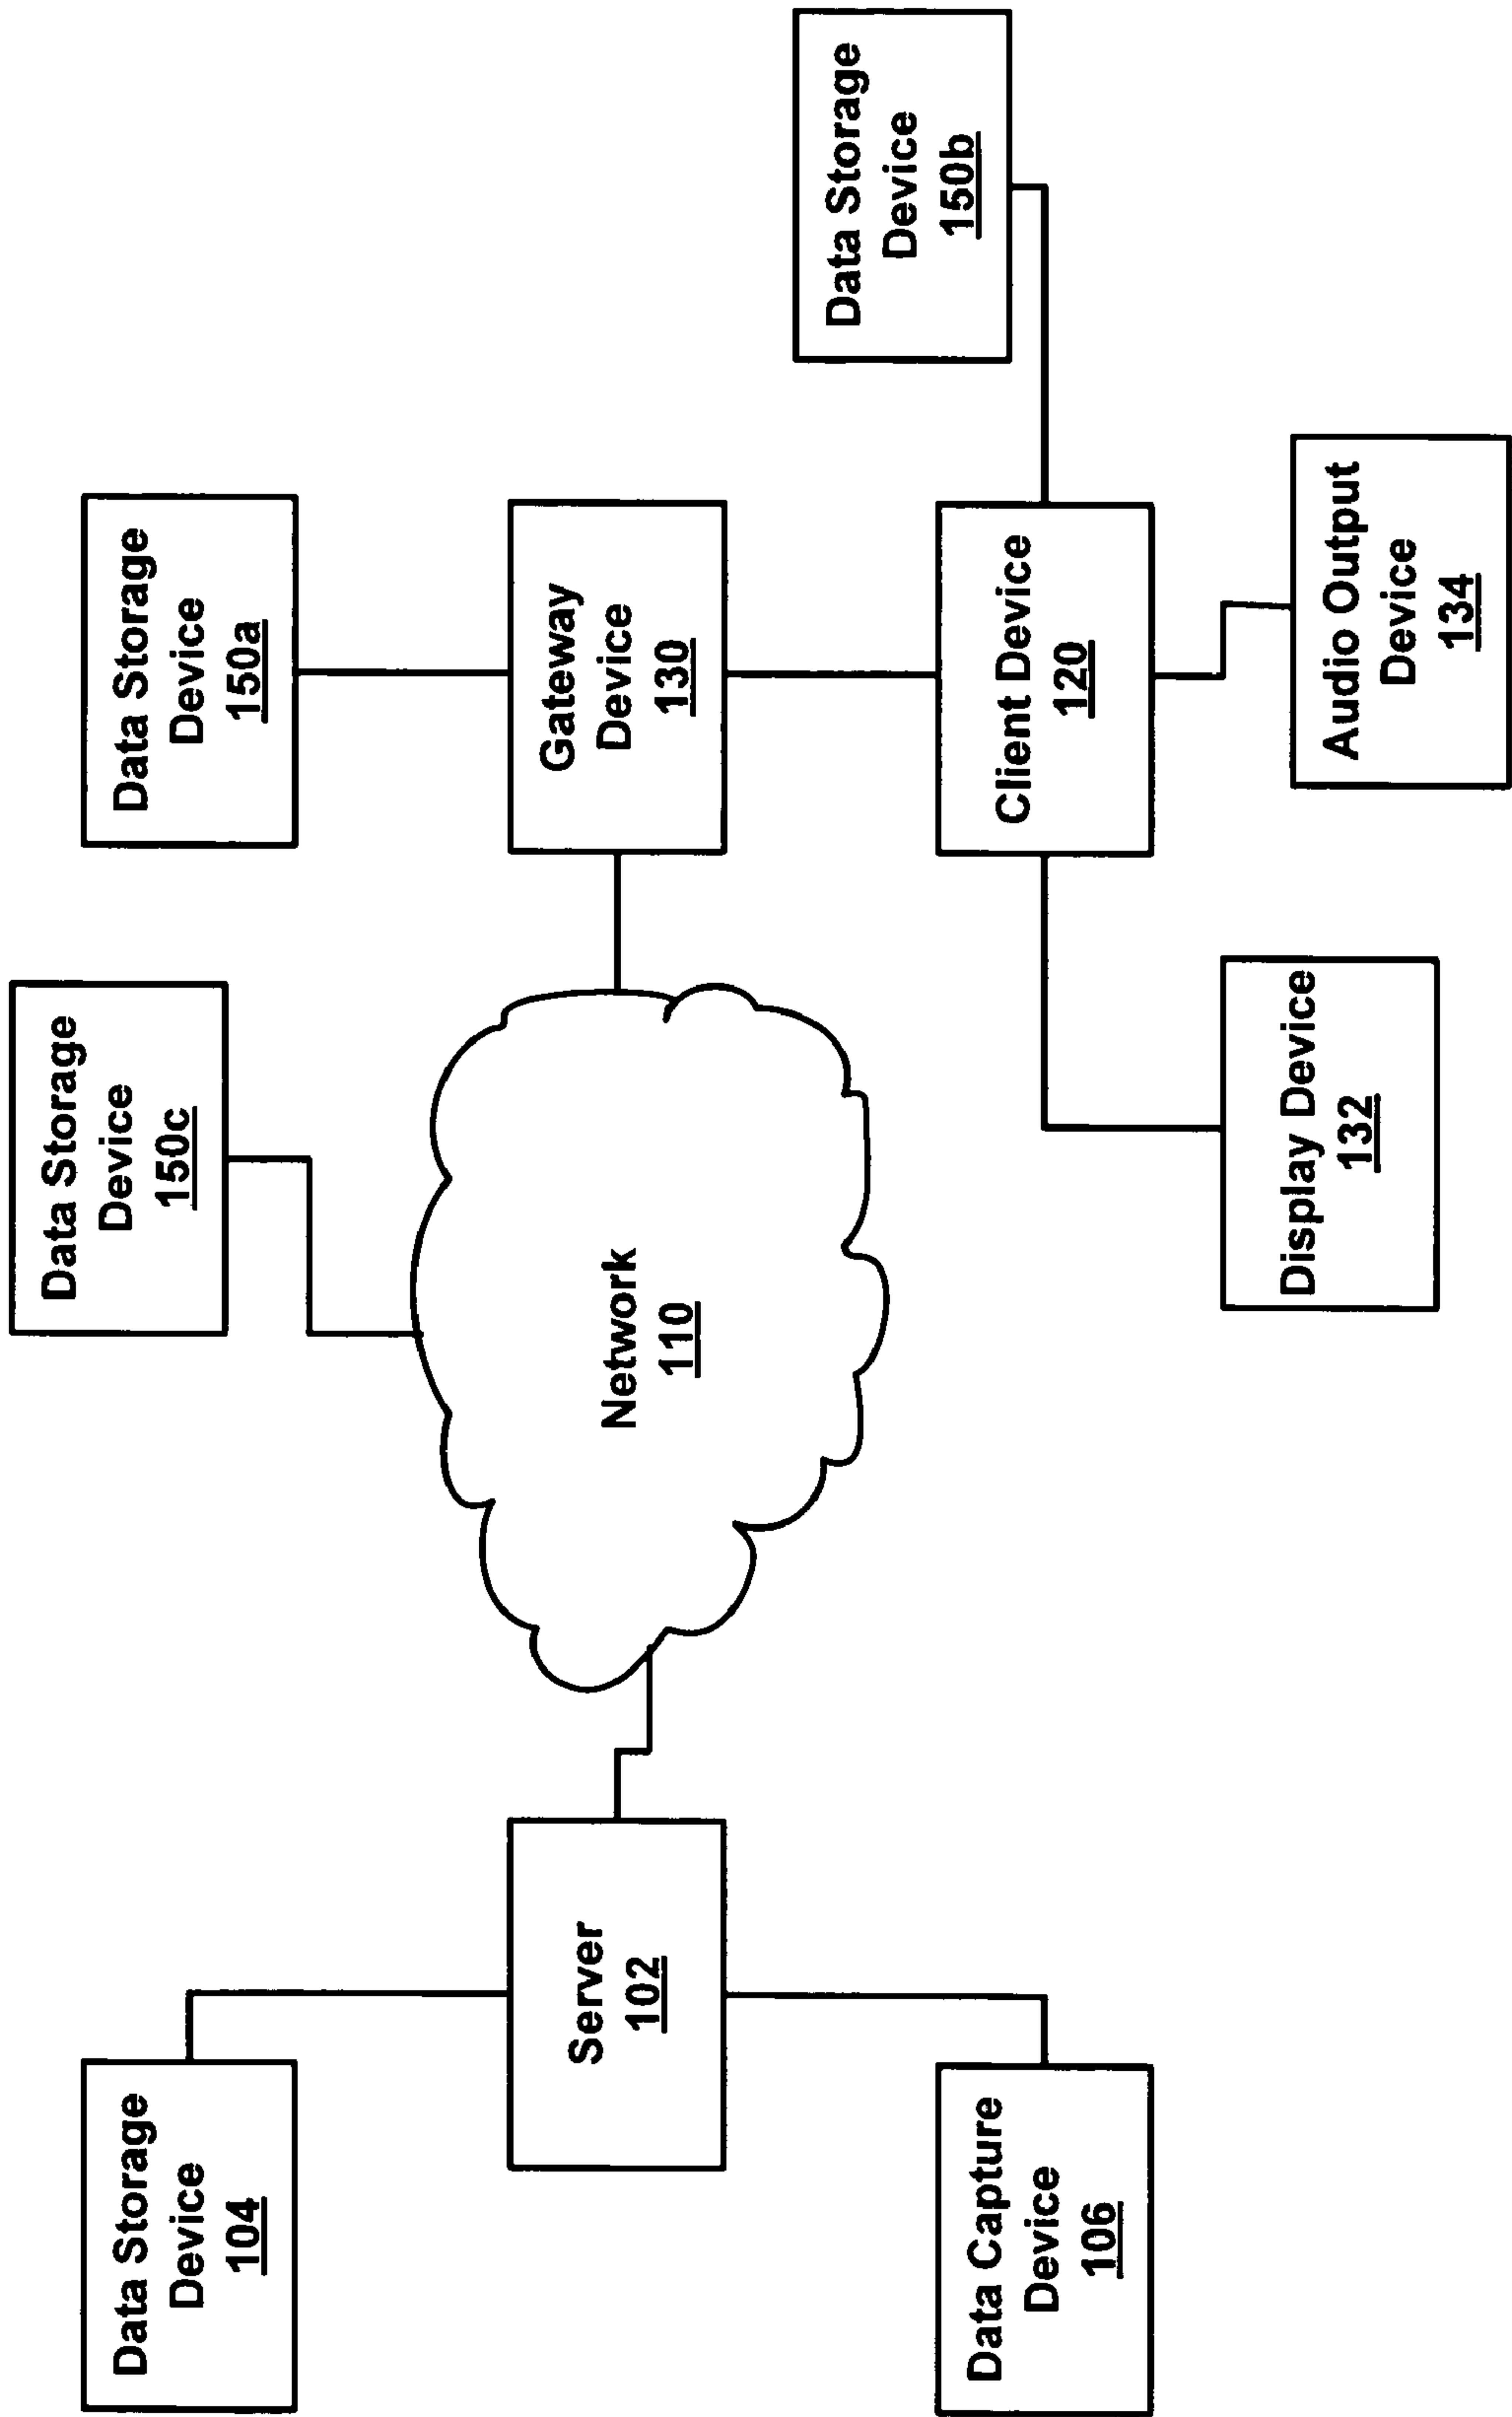 Data Storage
Device
150c
Data Storage
Device
104
Data Storage
Device
150a
Server
102
Network
110
Gateway
Device
130
Data Storage
Device
150b
Data Capture
Device
106
Client Device
120
Display Device
132
Audio Output
Device
134